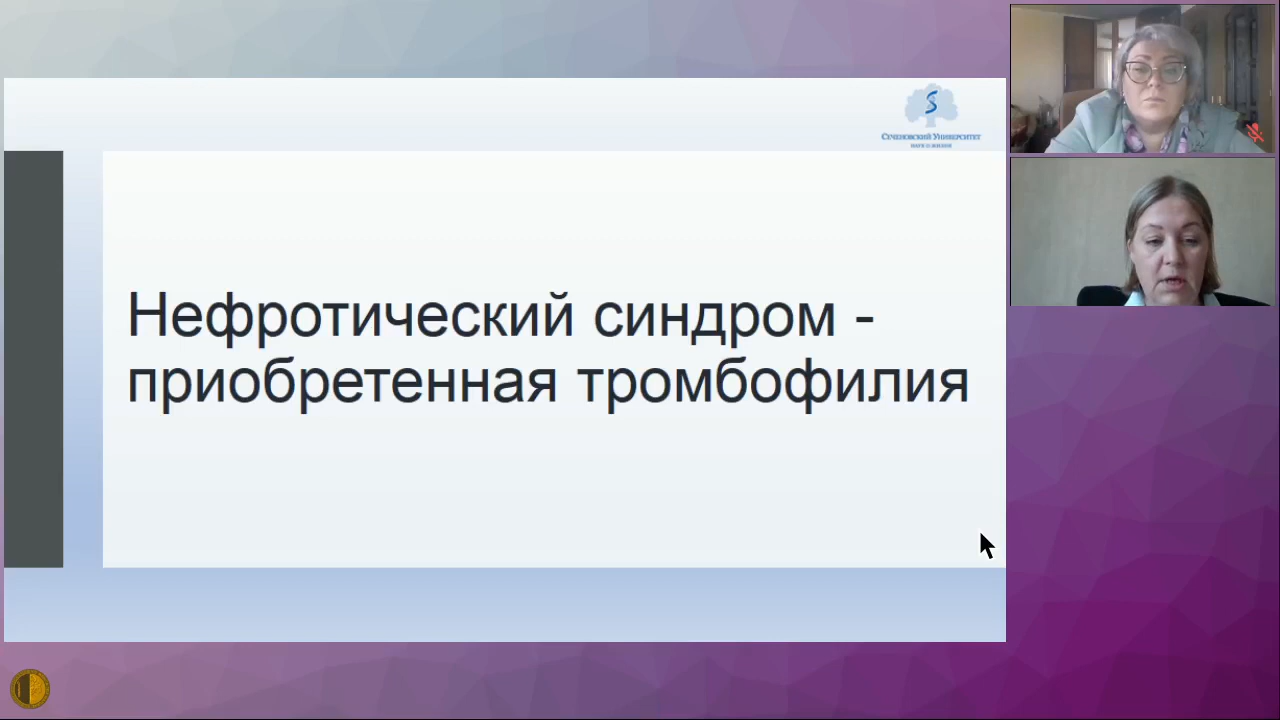 Сеченовский Университет
Нефротический синдром -
приобретенная тромбофилия